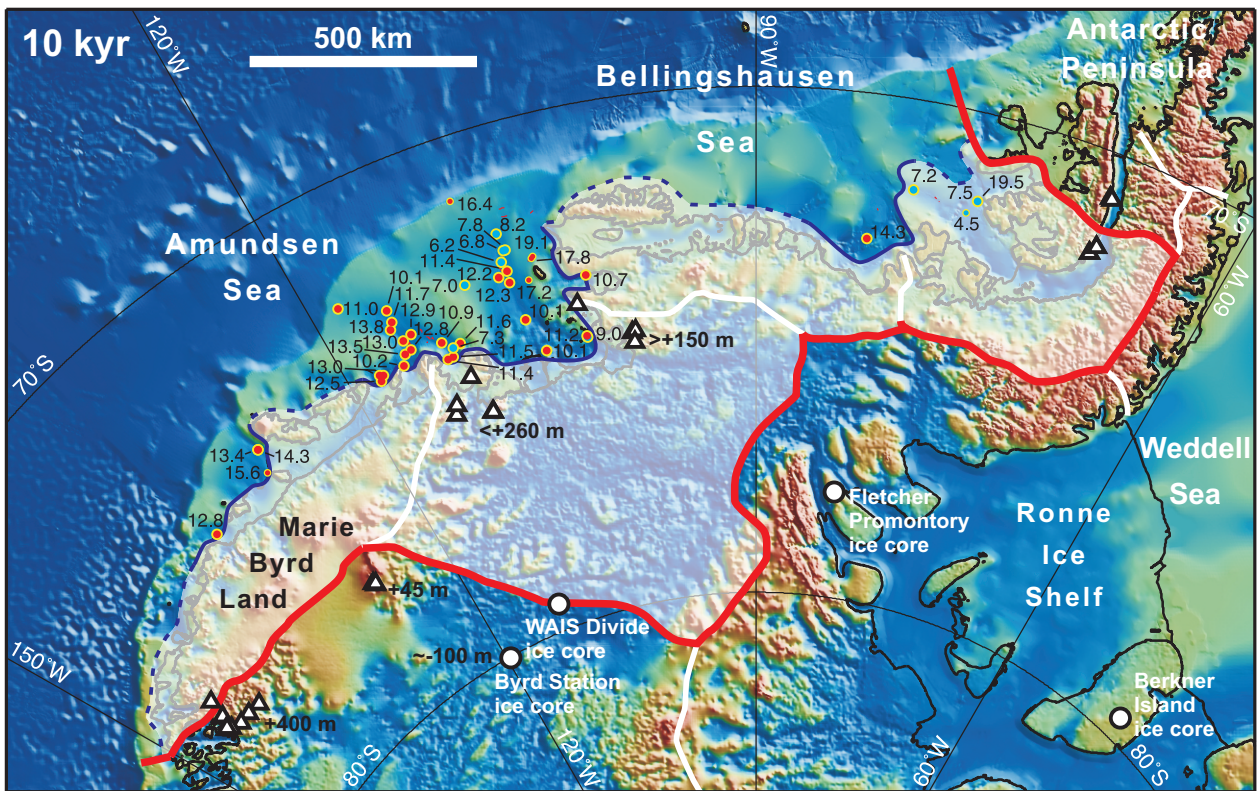 10 kyr
120°W
500 km
90°W
Antarctic
Peninsula
Bellingshausen
Sea
7.2
7.5
19.5
4.5
14.3
16.4
7.8
8.2
6.2
6.8
19.1
11.4
17.8
12.2
7.0
12.3
17.2
10.7
Amundsen
Sea
10.1
11.7
11.0
12.9
10.9
13.8
12.8
11.6
10.1
13.0
7.3
11.2
9.0
>+150 m
13.5
11.5
10.1
10.2
13.0
11.4
12.5
<+260 m
70°S
60°W
13.4
14.3
15.6
12.8
Marie
Byrd
Land
Weddell
Sea
Fletcher
Promontory
ice core
Ronne
Ice
Shelf
+45 m
WAIS Divide
ice core
~-100 m
Byrd Station
ice core
150°W
+400 m
80°S
120°W
60°W
Berkner
Island
ice core
80°S